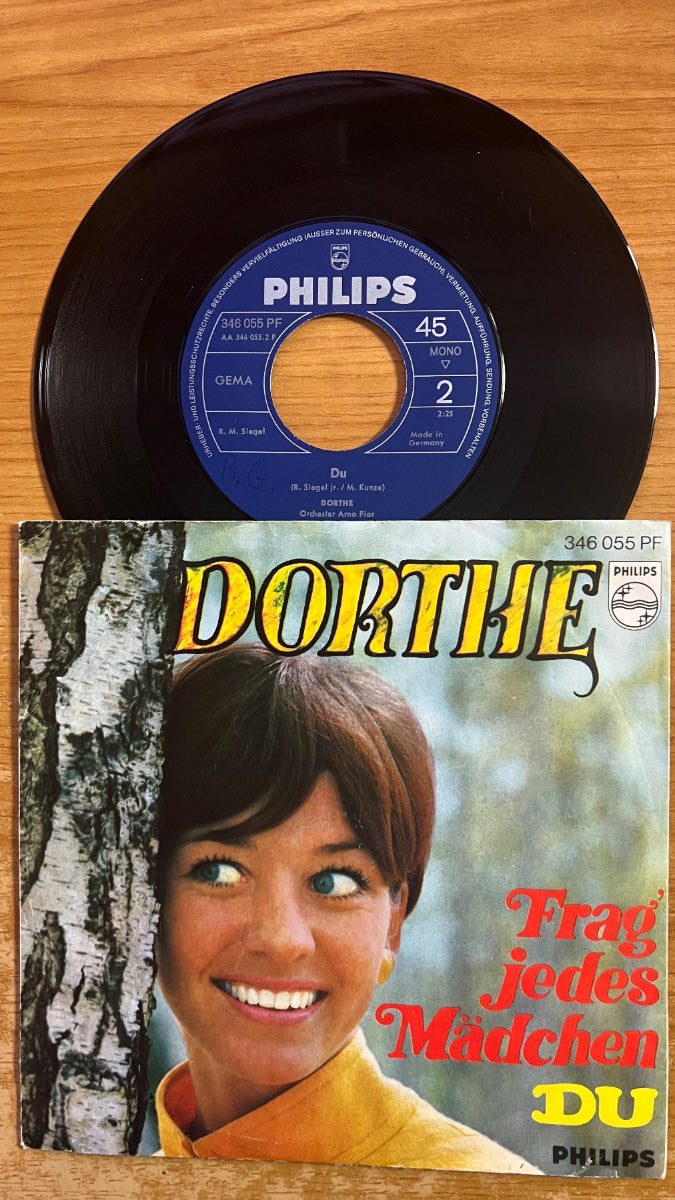 URHEBER- UND LEISTUNGSSCHUTZRECHTE, BESONDERS VERVIELFÄLTIGUNG (AUSSER ZUM PERSÖNLICHEN GEBRAUCH), VERMIETUNG, AUFFÜHRUNG, SENDUNG, VORBEHALTEN
PHILIPS
PHILIPS
346 055 PF
AA 346 055.2 F
45
MONO
GEMA
2
2:25
R. M. Siegel
Made in
Germany
Du
(R. Siegel jr. / M. Kunze)
DORTHE
Orchester Arno Flor
346 055 PF
DORTHE
PHILIPS
Frag'
jedes
Mädchen
DU
PHILIPS